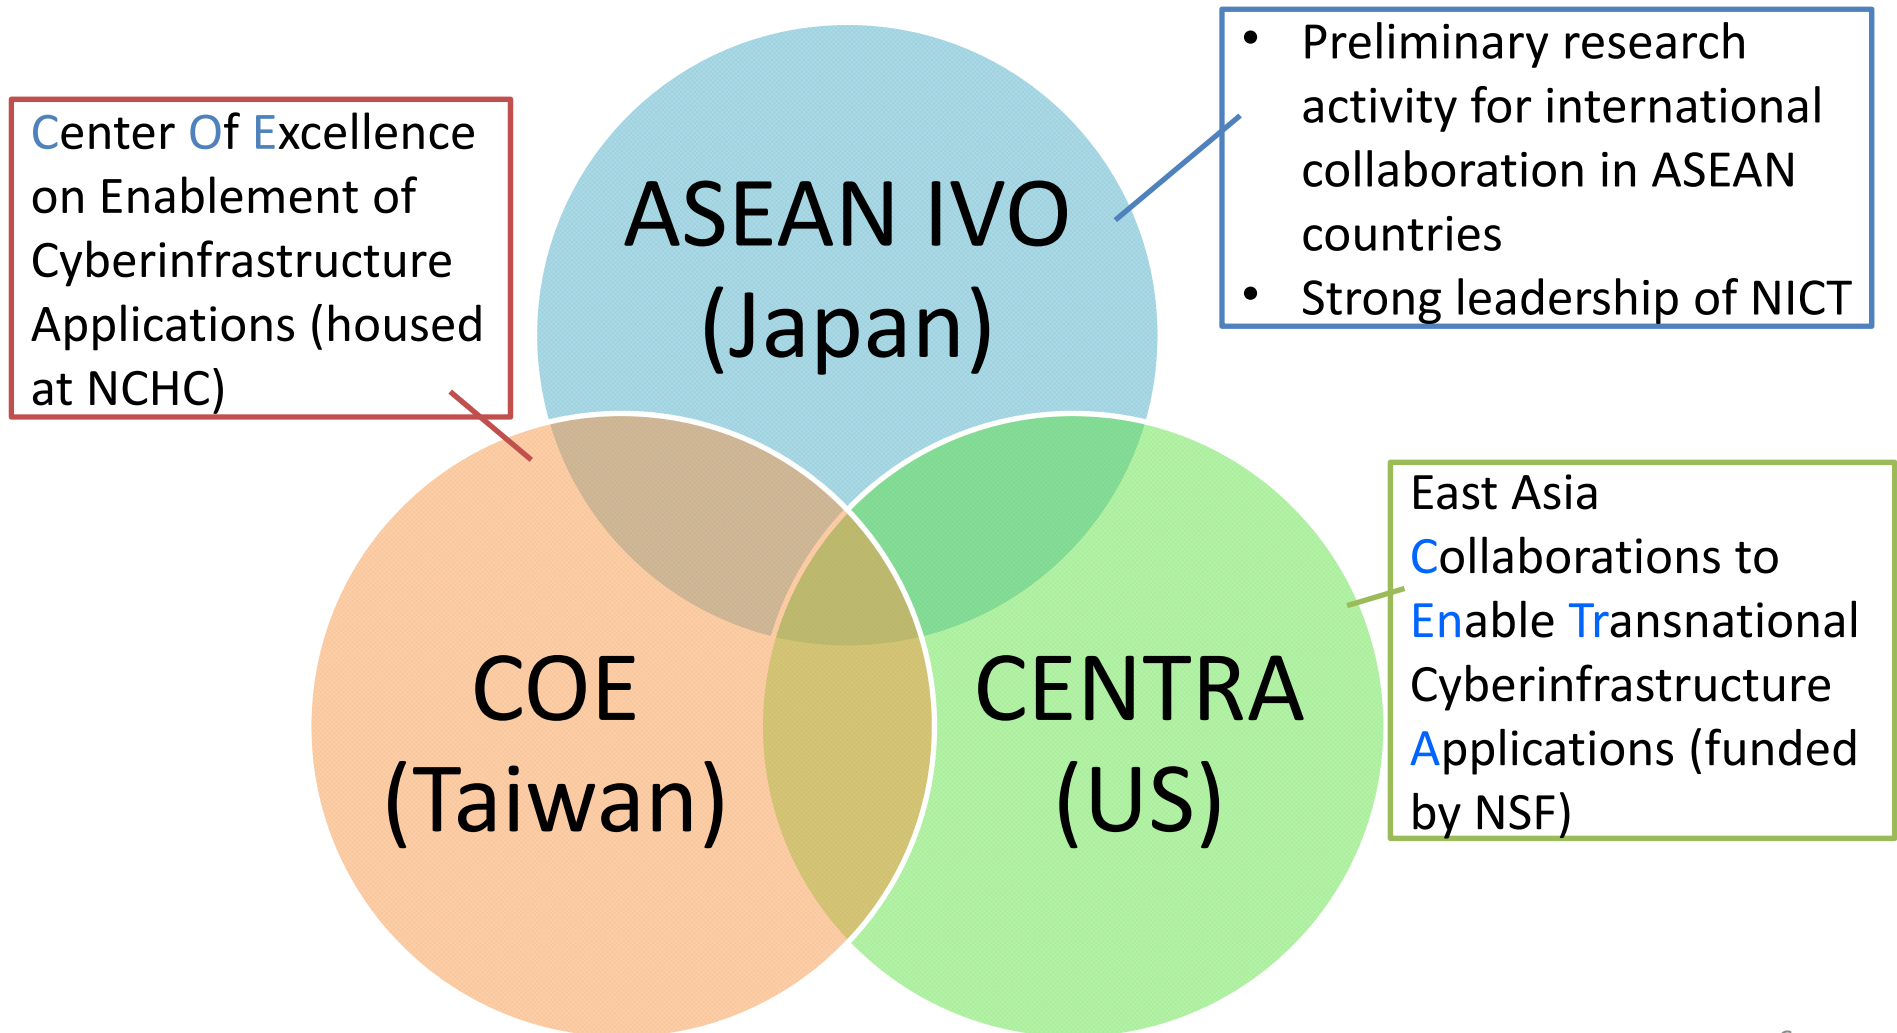 Center Of Excellence
on Enablement of
Cyberinfrastructure
Applications (housed
at NCHC)
ASEAN IVO
(Japan)
• Preliminary research
activity for international
collaboration in ASEAN
countries
• Strong leadership of NICT
COE
(Taiwan)
CENTRA
(US)
East Asia
Collaborations to
Enable Transnational
Cyberinfrastructure
Applications (funded
by NSF)